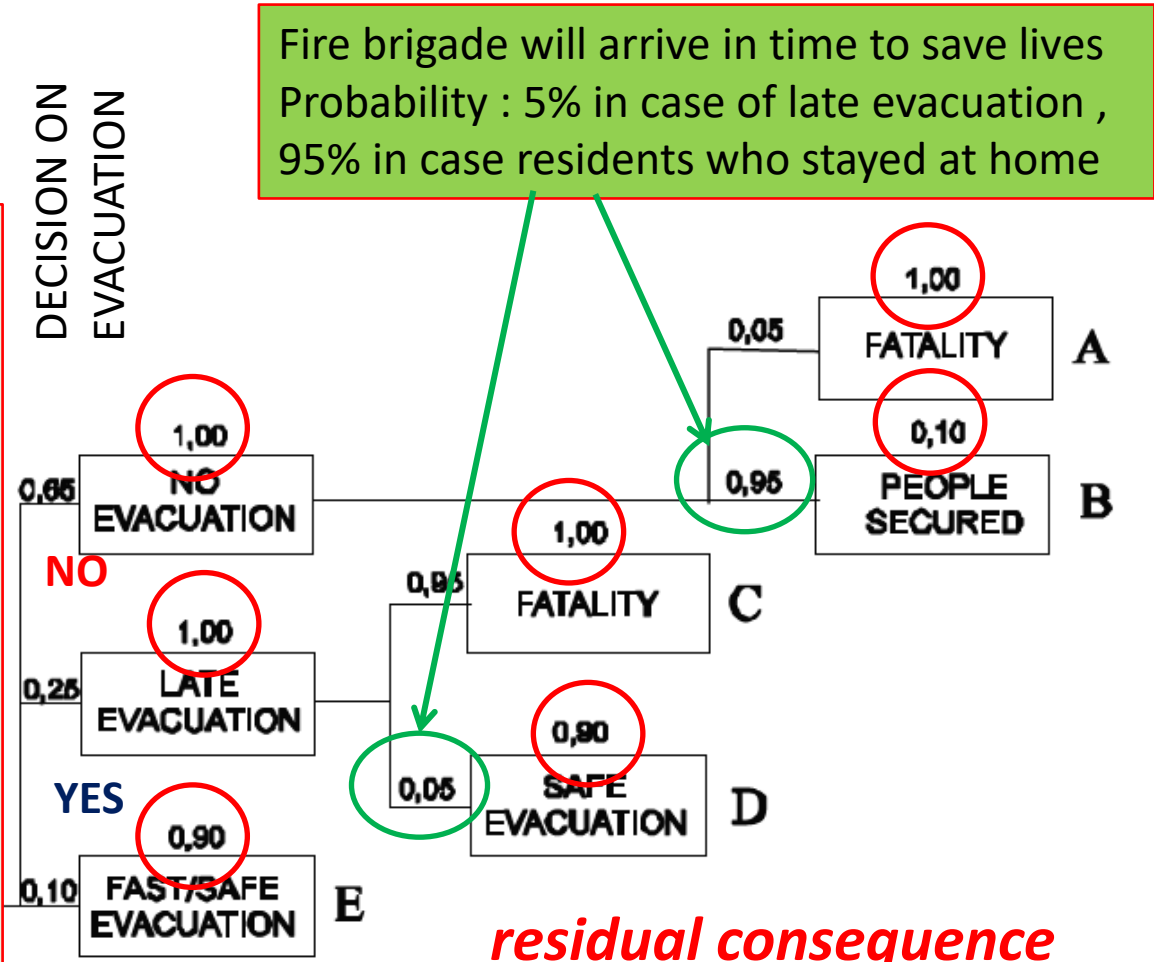 Fire brigade will arrive in time to save lives
Probability : 5% in case of late evacuation ,
95% in case residents who stayed at home
DECISION ON
EVACUATION
1,00
0,05
FATALITY
A
1,00
0,10
0,65
NO
EVACUATION
0,95
PEOPLE
SECURED
B
NO
1,00
0,95
FATALITY
C
1,00
0,25
LATE
EVACUATION
0,90
YES
0,05
SAFE
EVACUATION
D
0,90
0,10
FAST/SAFE
EVACUATION
E
residual consequence